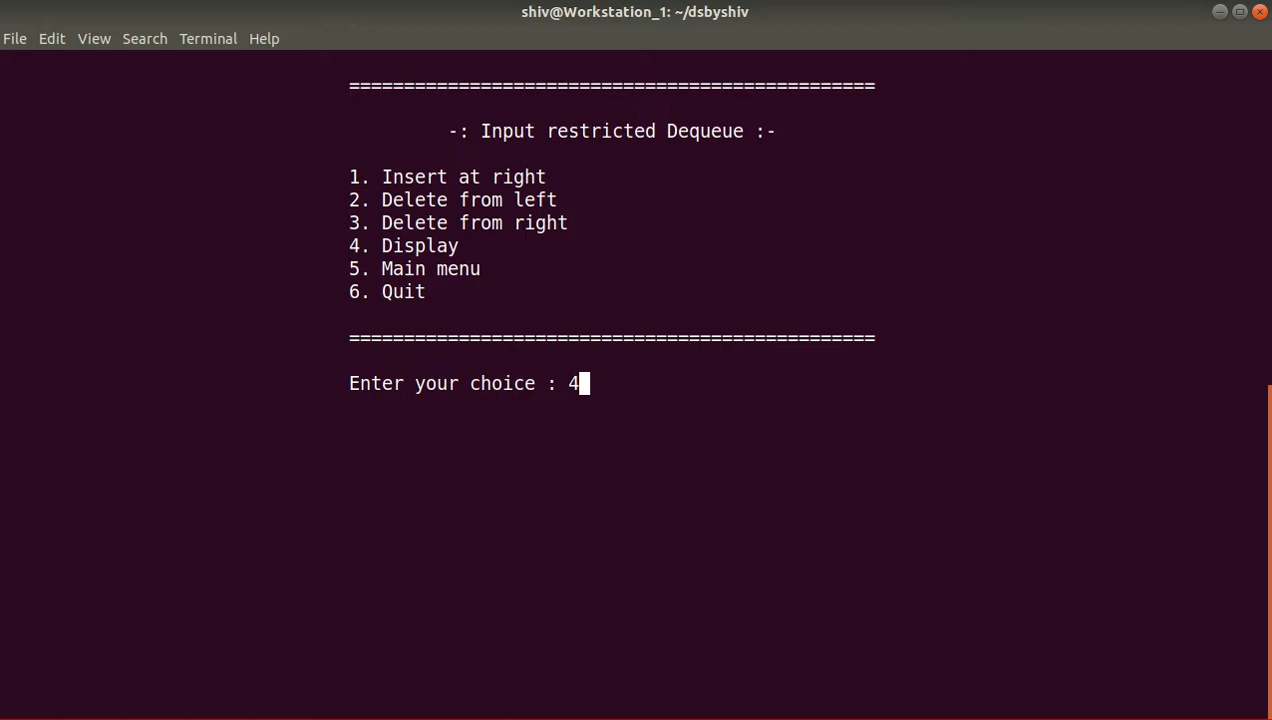 shiv@Workstation_1: ~/dsbyshiv
File Edit View Search Terminal Help
================================================
-: Input restricted Dequeue :-
1. Insert at right
2. Delete from left
3. Delete from right
4. Display
5. Main menu
6. Quit
================================================
Enter your choice : 4